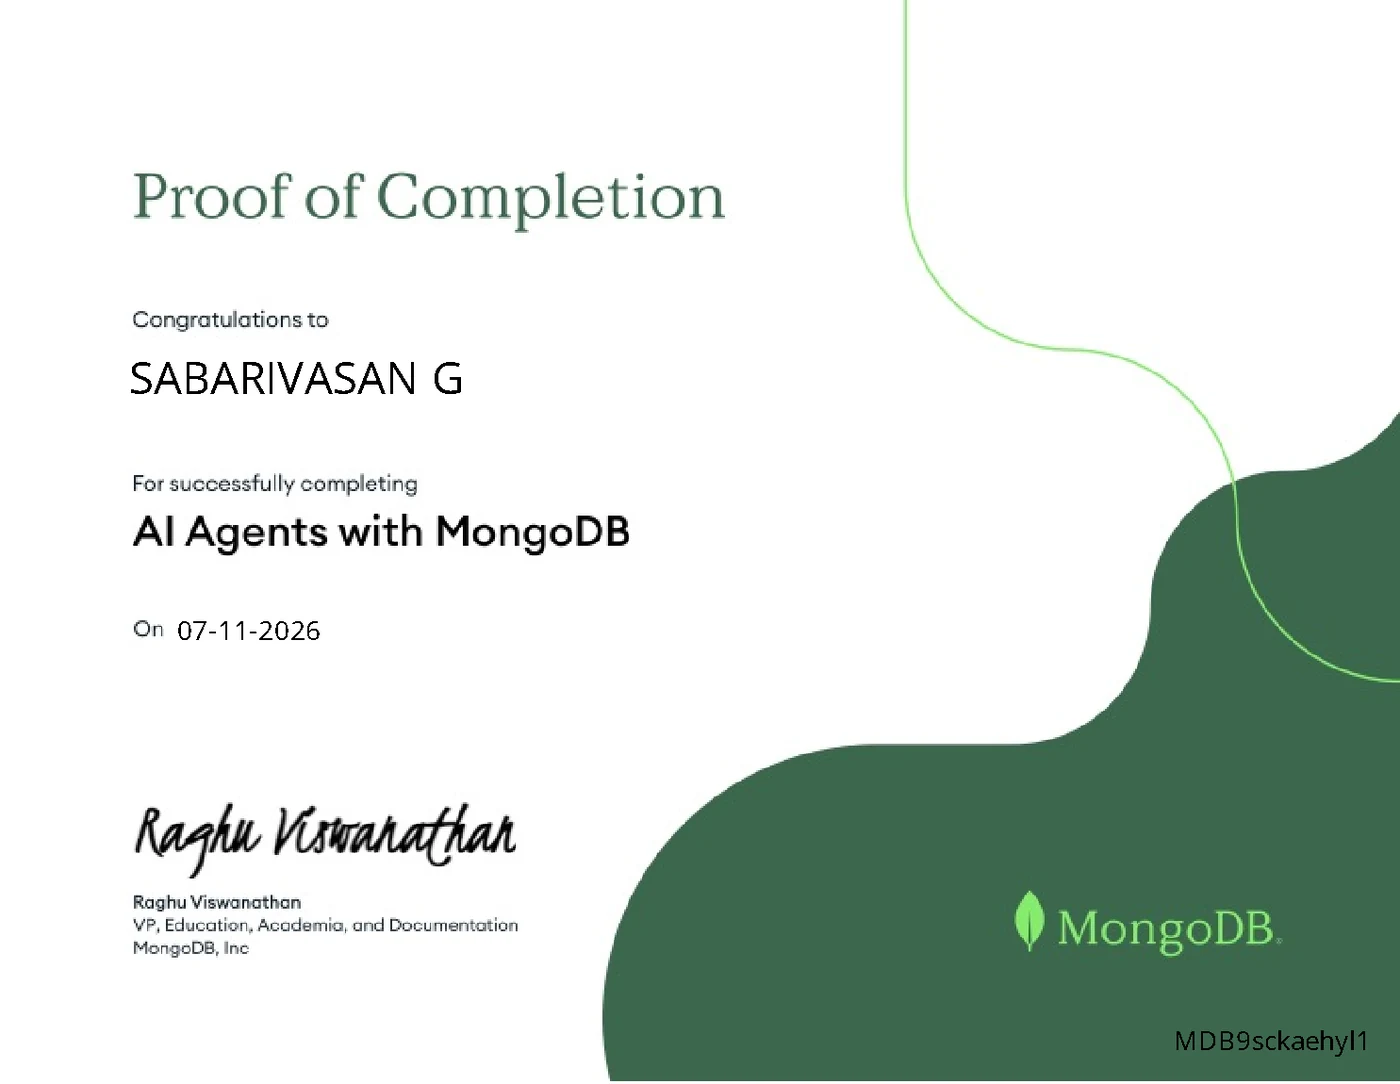 Proof of Completion
Congratulations to
SABARIVASAN G
For successfully completing
AI Agents with MongoDB
On 07-11-2026
Raghu Viswanathan
Raghu Viswanathan
VP, Education, Academia, and Documentation
MongoDB, Inc
MongoDB.
MDB9sckaehyl1